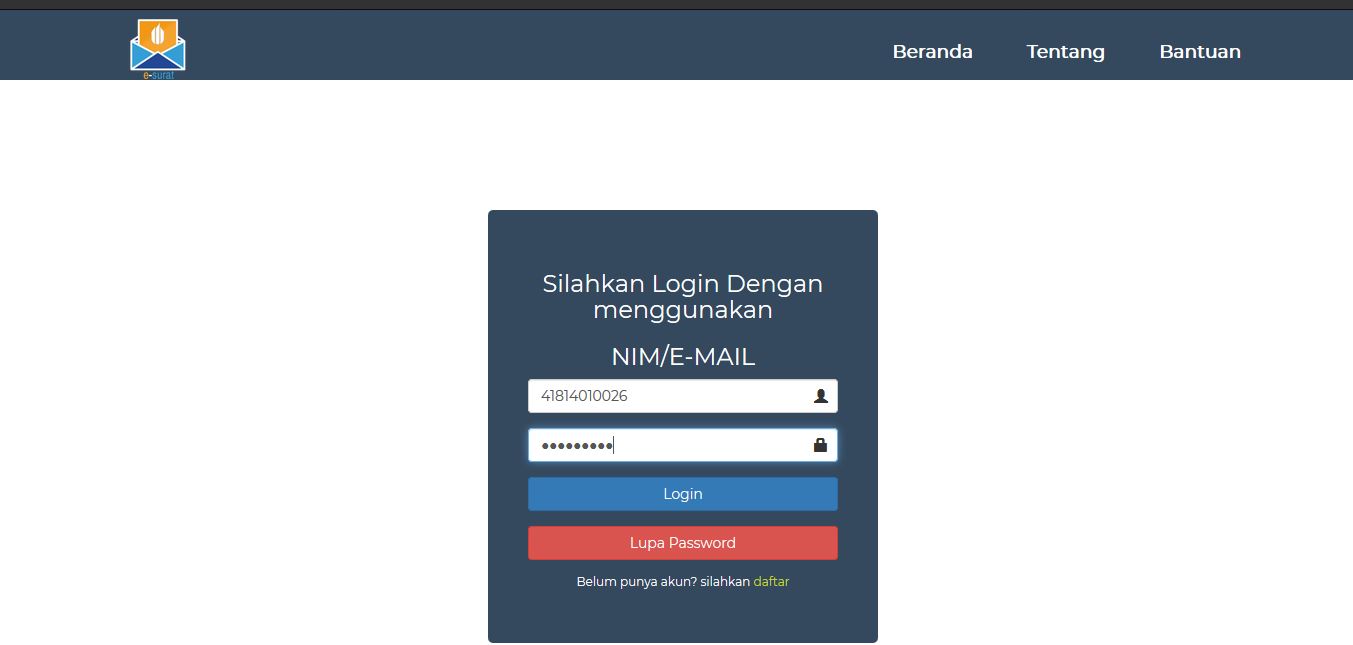 e-surat
Beranda
Tentang
Bantuan
Silahkan Login Dengan
menggunakan
NIM/E-MAIL
41814010026
•••••••••
Login
Lupa Password
Belum punya akun? silahkan daftar